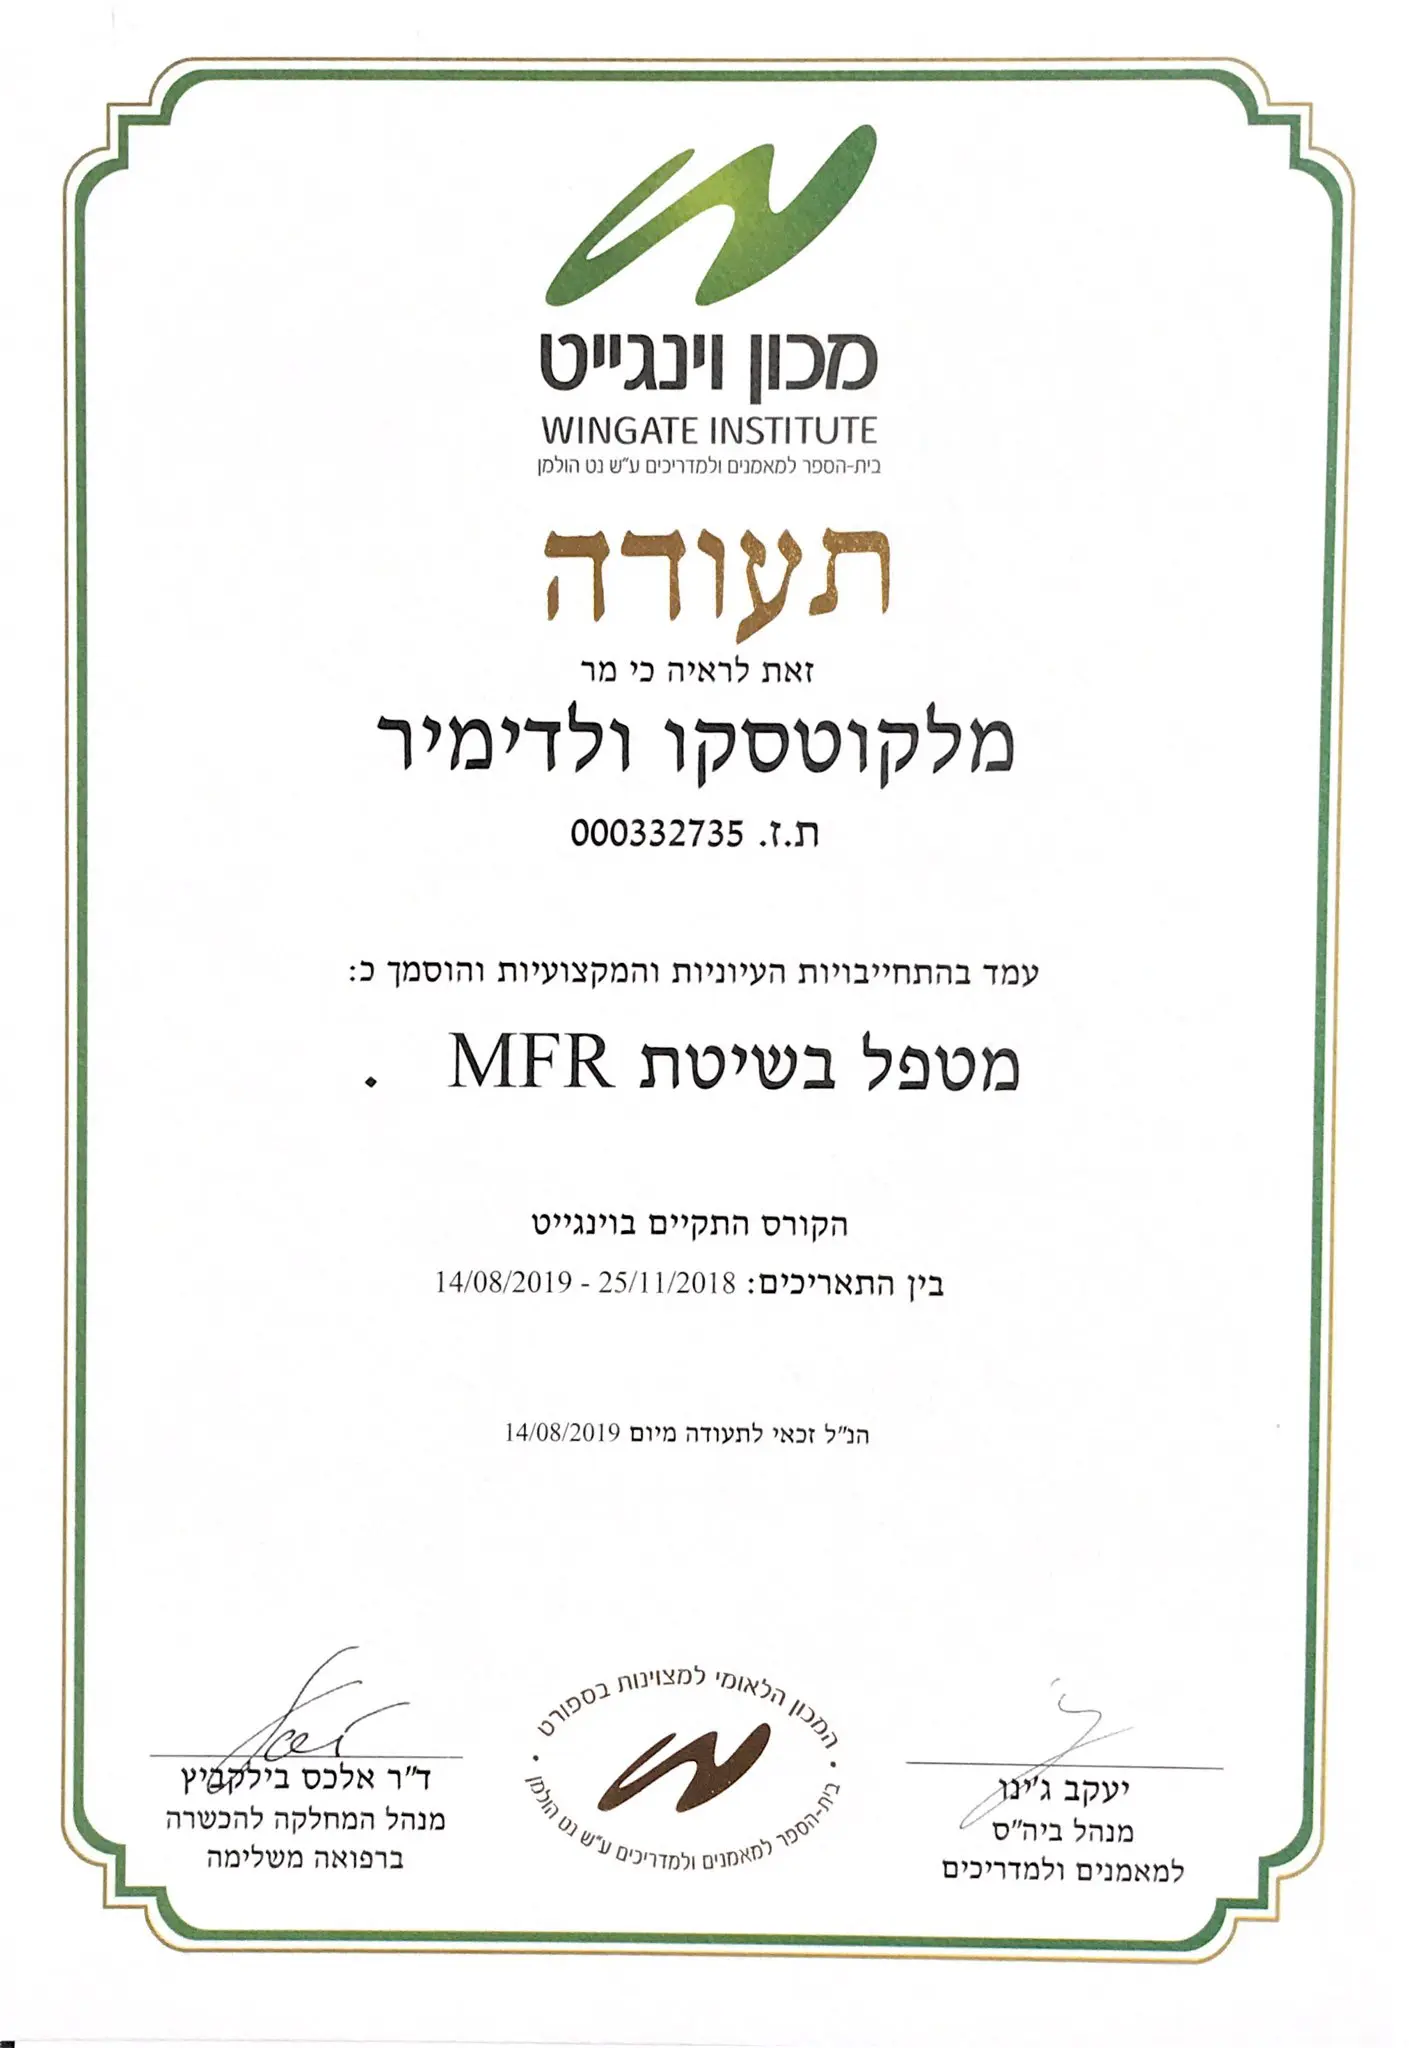 מכון וינגייט
WINGATE INSTITUTE
בית-הספר למאמנים ולמדריכים ע"ש נט הולמן
תעודה
זאת לראיה כי מר
מלקוטסקו ולדימיר
ת.ז. 000332735
עמד בהתחייבויות העיוניות והמקצועיות והוסמך כ:
מטפל בשיטת MFR .
הקורס התקיים בוינגייט
בין התאריכים: 25/11/2018 - 14/08/2019
הנ"ל זכאי לתעודה מיום 14/08/2019
יעקב ג'ינו
מנהל ביה"ס
למאמנים ולמדריכים
המכון הלאומי למצוינות בספורט
בית-הספר למאמנים ולמדריכים ע"ש נט הולמן
ד"ר אלכס בילקביץ
מנהל המחלקה להכשרה
ברפואה משלימה